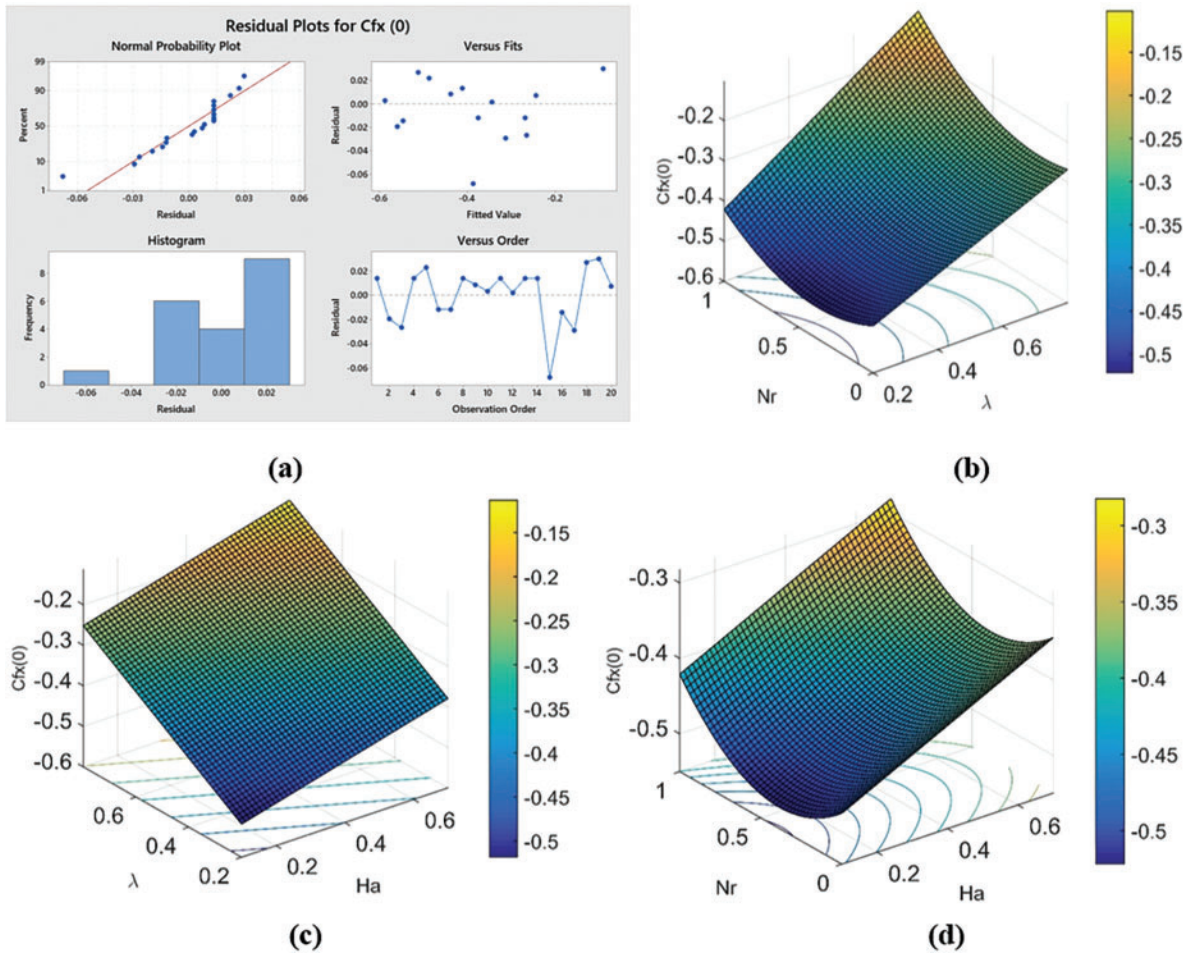 Residual Plots for Cfx (0)
Normal Probability Plot
Versus Fits
99
90
50
10
1
Percent
-0.06 -0.03 0.00 0.03 0.06
Residual
0.02
0.00
-0.02
-0.04
-0.06
Residual
-0.6 -0.4 -0.2
Fitted Value
Histogram
Versus Order
8
6
4
2
0
Frequency
-0.06 -0.04 -0.02 0.00 0.02
Residual
0.02
0.00
-0.02
-0.04
-0.06
Residual
2 4 6 8 10 12 14 16 18 20
Observation Order
(a)
-0.2
-0.3
-0.4
-0.5
-0.6
Cfx(0)
1
0.5
0
Nr
0.2 0.4 0.6
λ
-0.15
-0.2
-0.25
-0.3
-0.35
-0.4
-0.45
-0.5
(b)
-0.2
-0.3
-0.4
-0.5
-0.6
Cfx(0)
0.6
0.4
0.2
λ
0.2 0.4 0.6
Ha
-0.15
-0.2
-0.25
-0.3
-0.35
-0.4
-0.45
-0.5
(c)
-0.3
-0.4
-0.5
Cfx(0)
1
0.5
0
Nr
0.2 0.4 0.6
Ha
-0.3
-0.35
-0.4
-0.45
-0.5
(d)